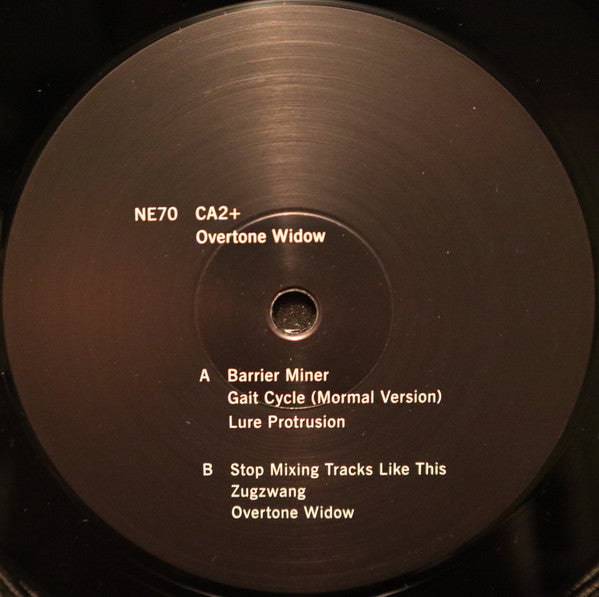 NE70 CA2+
Overtone Widow
A Barrier Miner
Gait Cycle (Mormal Version)
Lure Protrusion
B Stop Mixing Tracks Like This
Zugzwang
Overtone Widow